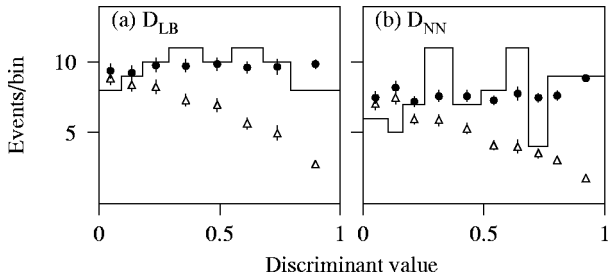 (a) D_LB
(b) D_NN
Events/bin
10
5
0
0.5
1
0
0.5
1
Discriminant value